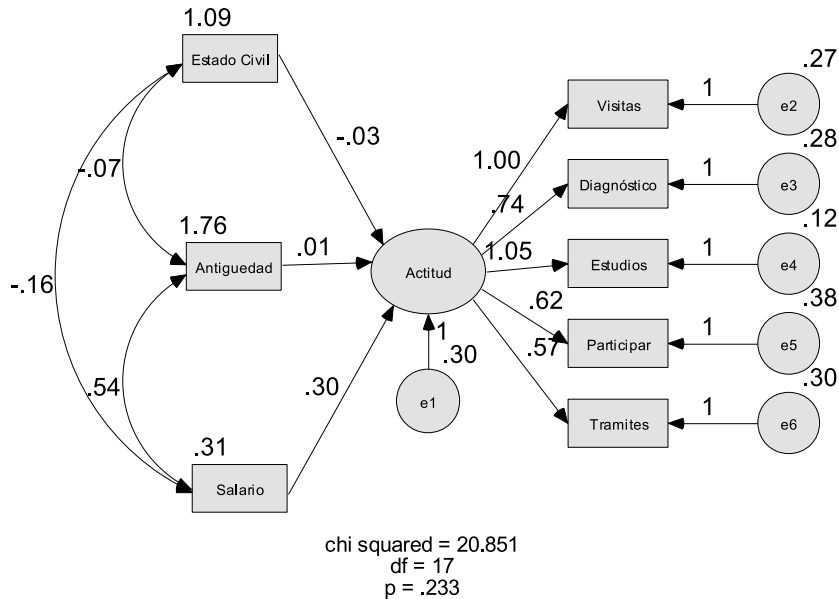 1.09
Estado Civil
-.07
-.03
1.76
Antiguedad
.01
-.16
.54
.31
Salario
.30
Actitud
1
.30
e1
1.00
.74
1.05
.62
.57
Visitas
1
.27
e2
Diagnóstico
1
.28
e3
Estudios
1
.12
e4
Participar
1
.38
e5
Tramites
1
.30
e6
chi squared = 20.851
df = 17
p = .233